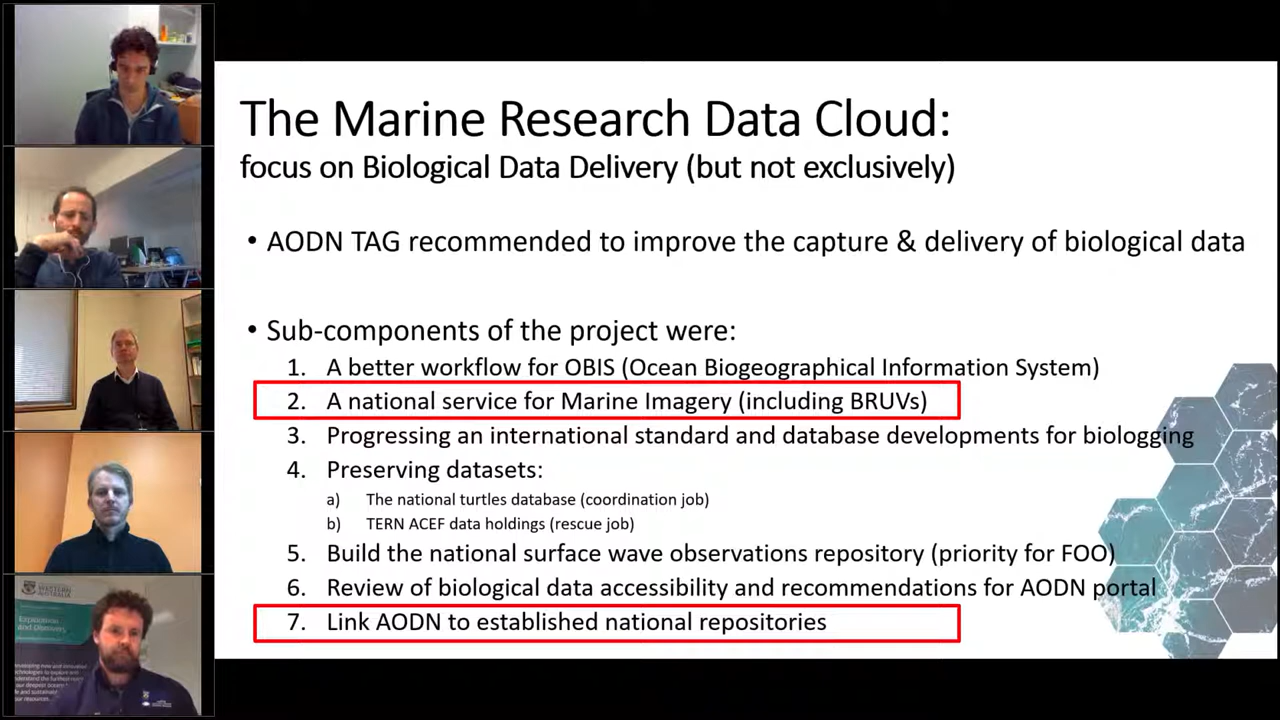 The Marine Research Data Cloud:
focus on Biological Data Delivery (but not exclusively)
• AODN TAG recommended to improve the capture & delivery of biological data
• Sub-components of the project were:
1. A better workflow for OBIS (Ocean Biogeographical Information System)
2. A national service for Marine Imagery (including BRUVs)
3. Progressing an international standard and database developments for biologging
4. Preserving datasets:
a) The national turtles database (coordination job)
b) TERN ACEF data holdings (rescue job)
5. Build the national surface wave observations repository (priority for FOO)
6. Review of biological data accessibility and recommendations for AODN portal
7. Link AODN to established national repositories
WESTERN
AUSTRALIA
Exploration
and Discovery